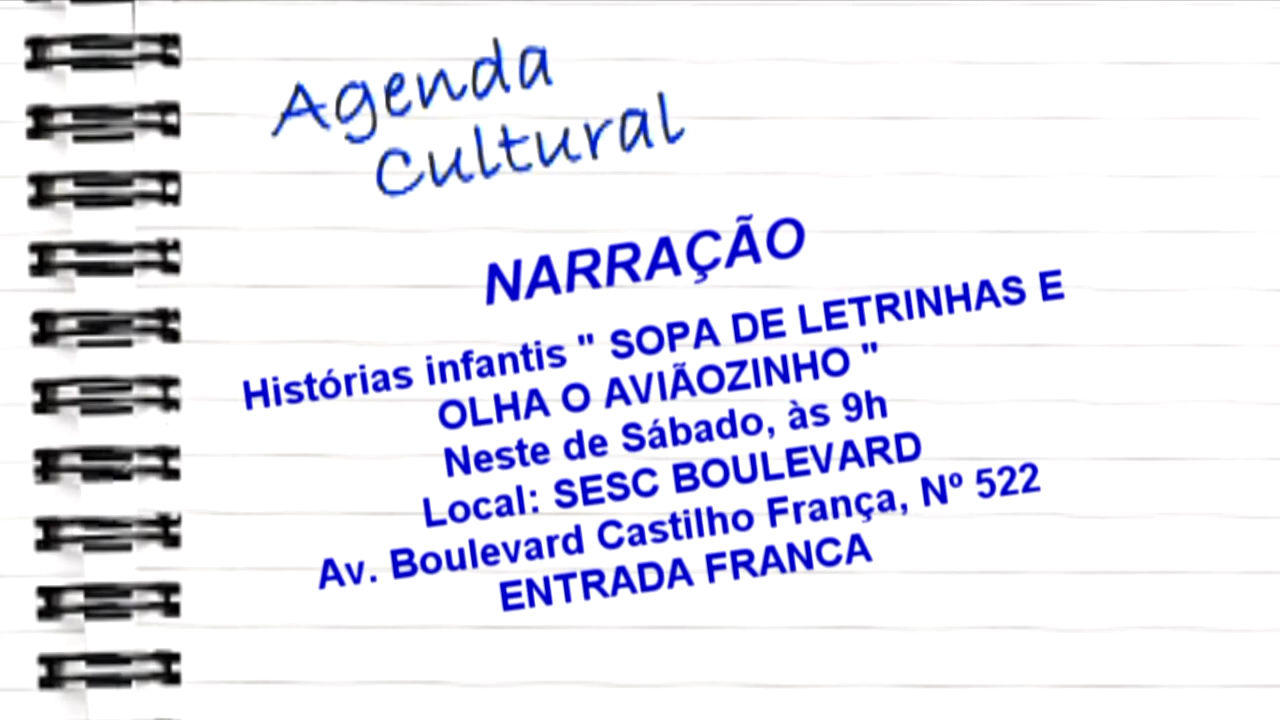 Agenda
Cultural
NARRAÇÃO
Histórias infantis " SOPA DE LETRINHAS E
OLHA O AVIÃOZINHO "
Neste de Sábado, às 9h
Local: SESC BOULEVARD
Av. Boulevard Castilho França, Nº 522
ENTRADA FRANCA